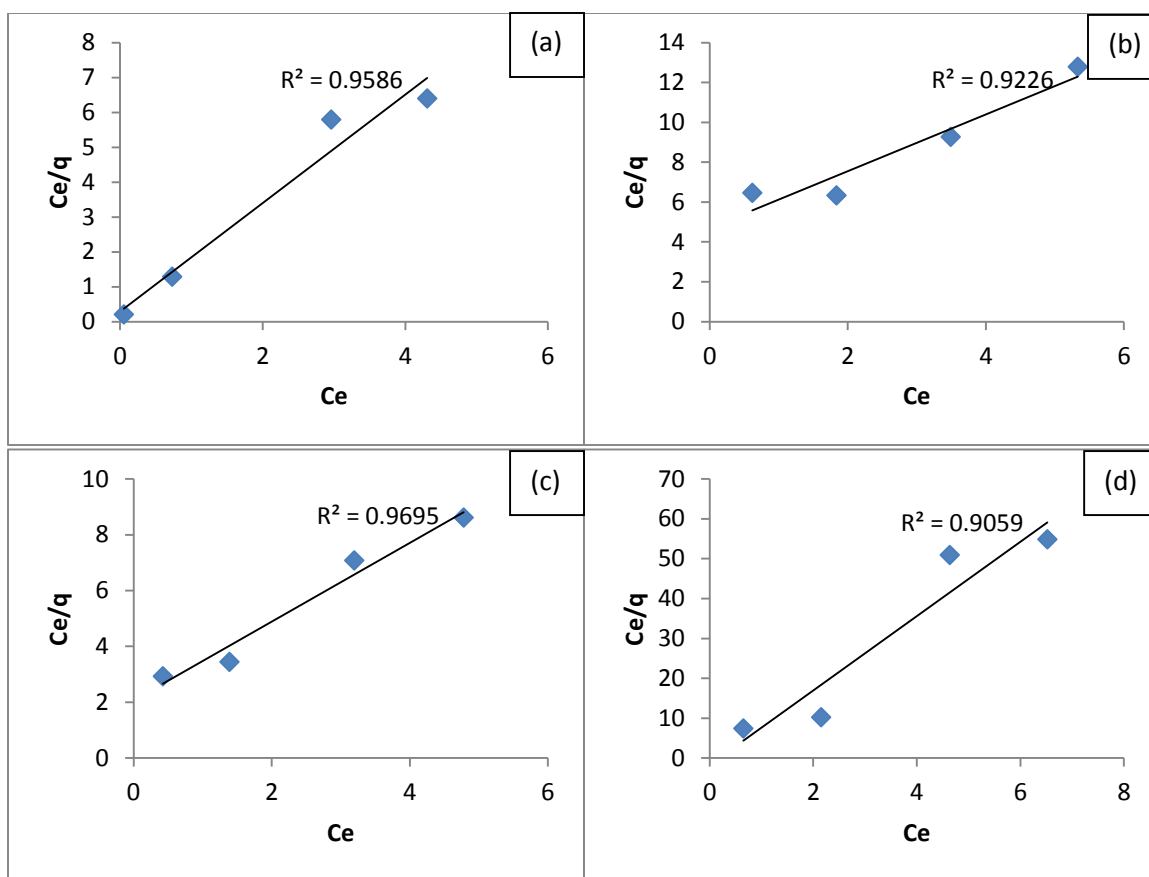 (a)
R² = 0.9586
8
7
6
5
4
3
2
1
0
Ce/q
0 2 4 6
Ce
(b)
R² = 0.9226
14
12
10
8
6
4
2
0
Ce/q
0 2 4 6
Ce
(c)
R² = 0.9695
10
8
6
4
2
0
Ce/q
0 2 4 6
Ce
(d)
R² = 0.9059
70
60
50
40
30
20
10
0
Ce/q
0 2 4 6 8
Ce